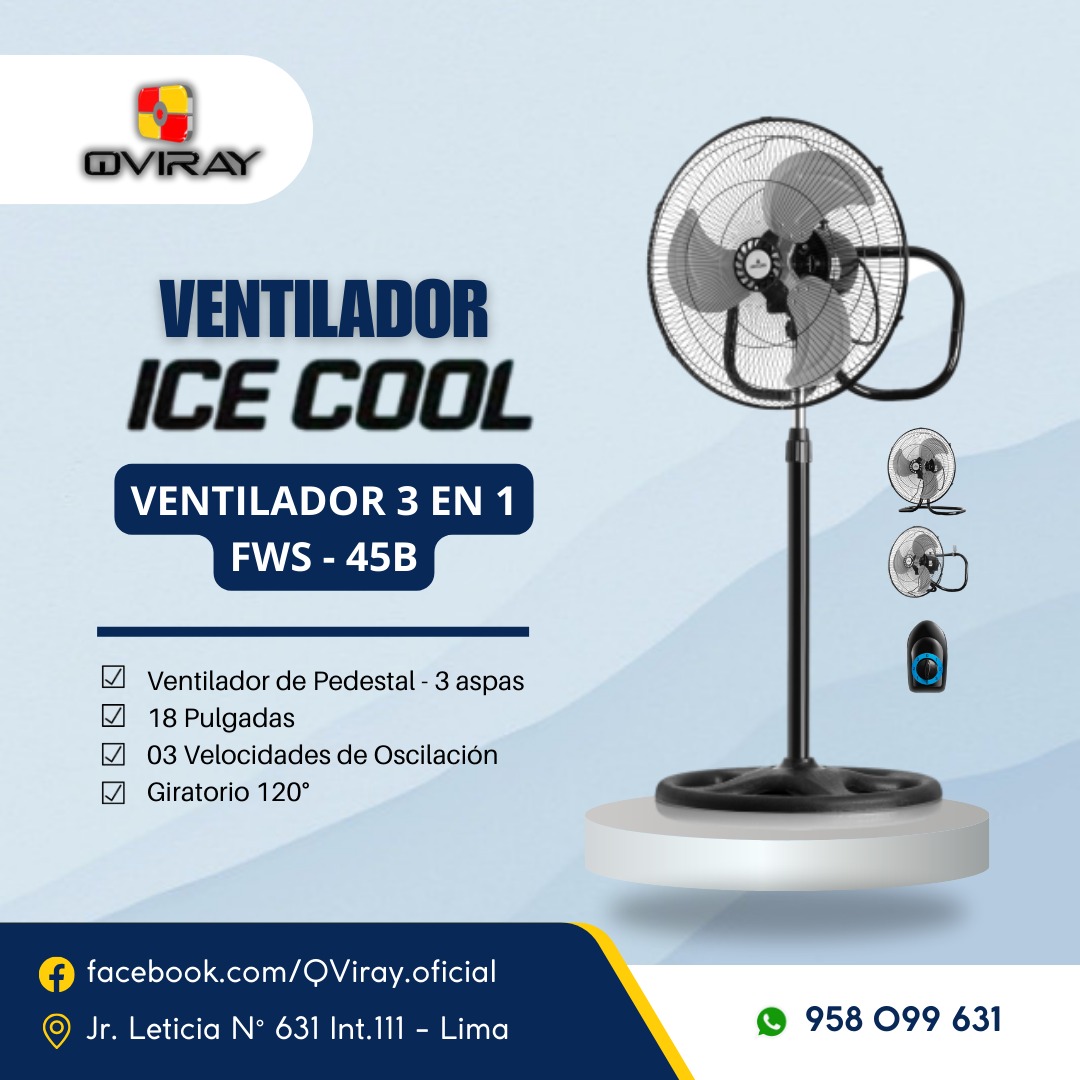 QVIRAY
VENTILADOR
ICE COOL
VENTILADOR 3 EN 1
FWS - 45B
Ventilador de Pedestal - 3 aspas
18 Pulgadas
03 Velocidades de Oscilación
Giratorio 120°
facebook.com/QViray.oficial
Jr. Leticia N° 631 Int.111 - Lima
958 099 631